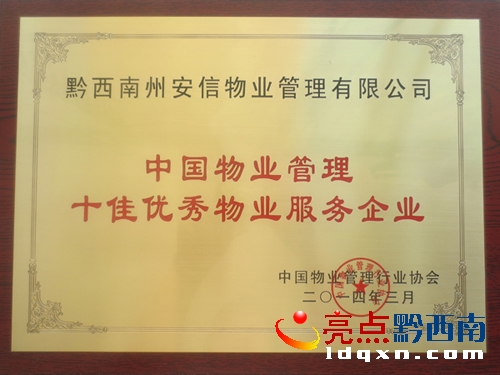 黔西南州安信物业管理有限公司
中国物业管理
十佳优秀物业服务企业
中国物业管理行业协会
二〇一四年三月
亮点黔西南
ldqxn.com